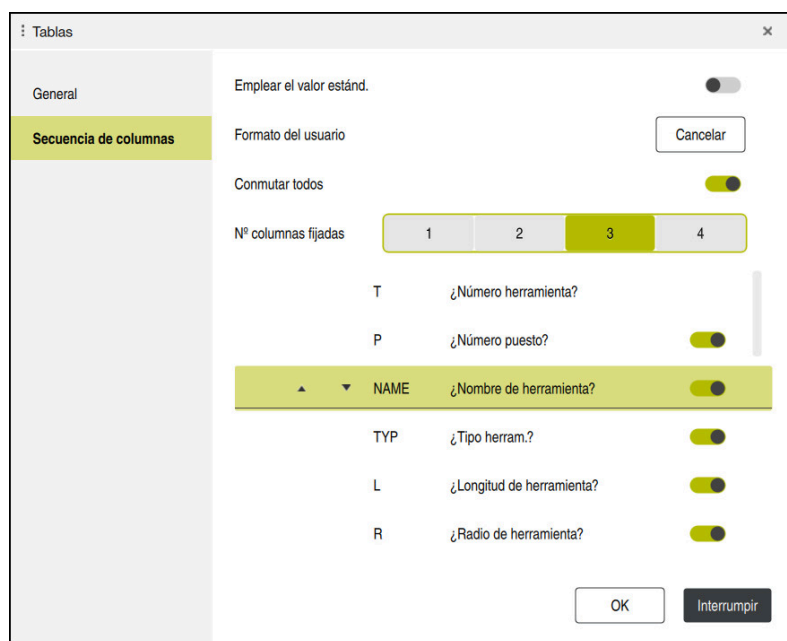 Tablas
General
Secuencia de columnas
Emplear el valor estánd.
Formato del usuario
Cancelar
Conmutar todos
Nº columnas fijadas
1 2 3 4
T ¿Número herramienta?
P ¿Número puesto?
NAME ¿Nombre de herramienta?
TYP ¿Tipo herram.?
L ¿Longitud de herramienta?
R ¿Radio de herramienta?
OK Interrumpir